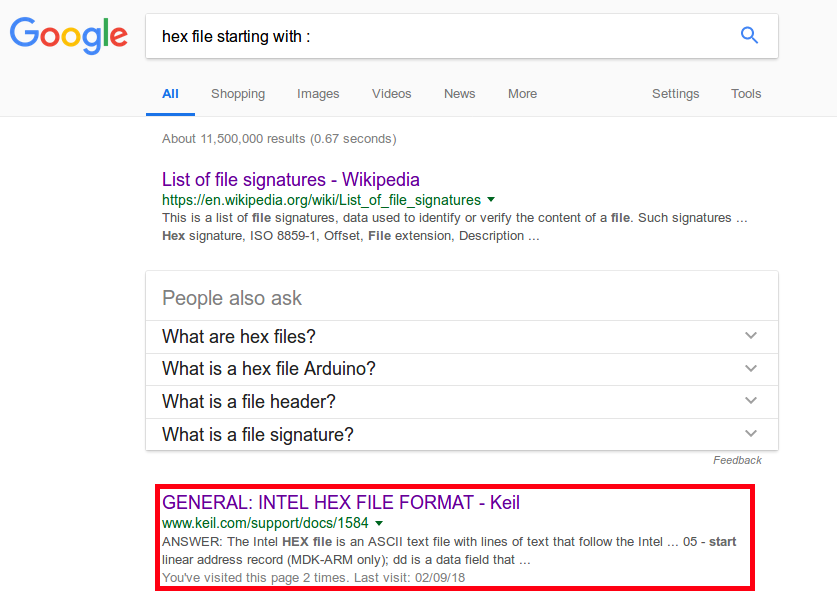 Google
hex file starting with :
All Shopping Images Videos News More Settings Tools
About 11,500,000 results (0.67 seconds)
List of file signatures - Wikipedia
https://en.wikipedia.org/wiki/List_of_file_signatures
This is a list of file signatures, data used to identify or verify the content of a file. Such signatures ...
Hex signature, ISO 8859-1, Offset, File extension, Description ...
People also ask
What are hex files?
What is a hex file Arduino?
What is a file header?
What is a file signature?
Feedback
GENERAL: INTEL HEX FILE FORMAT - Keil
www.keil.com/support/docs/1584
ANSWER: The Intel HEX file is an ASCII text file with lines of text that follow the Intel ... 05 - start
linear address record (MDK-ARM only); dd is a data field that ...
You've visited this page 2 times. Last visit: 02/09/18